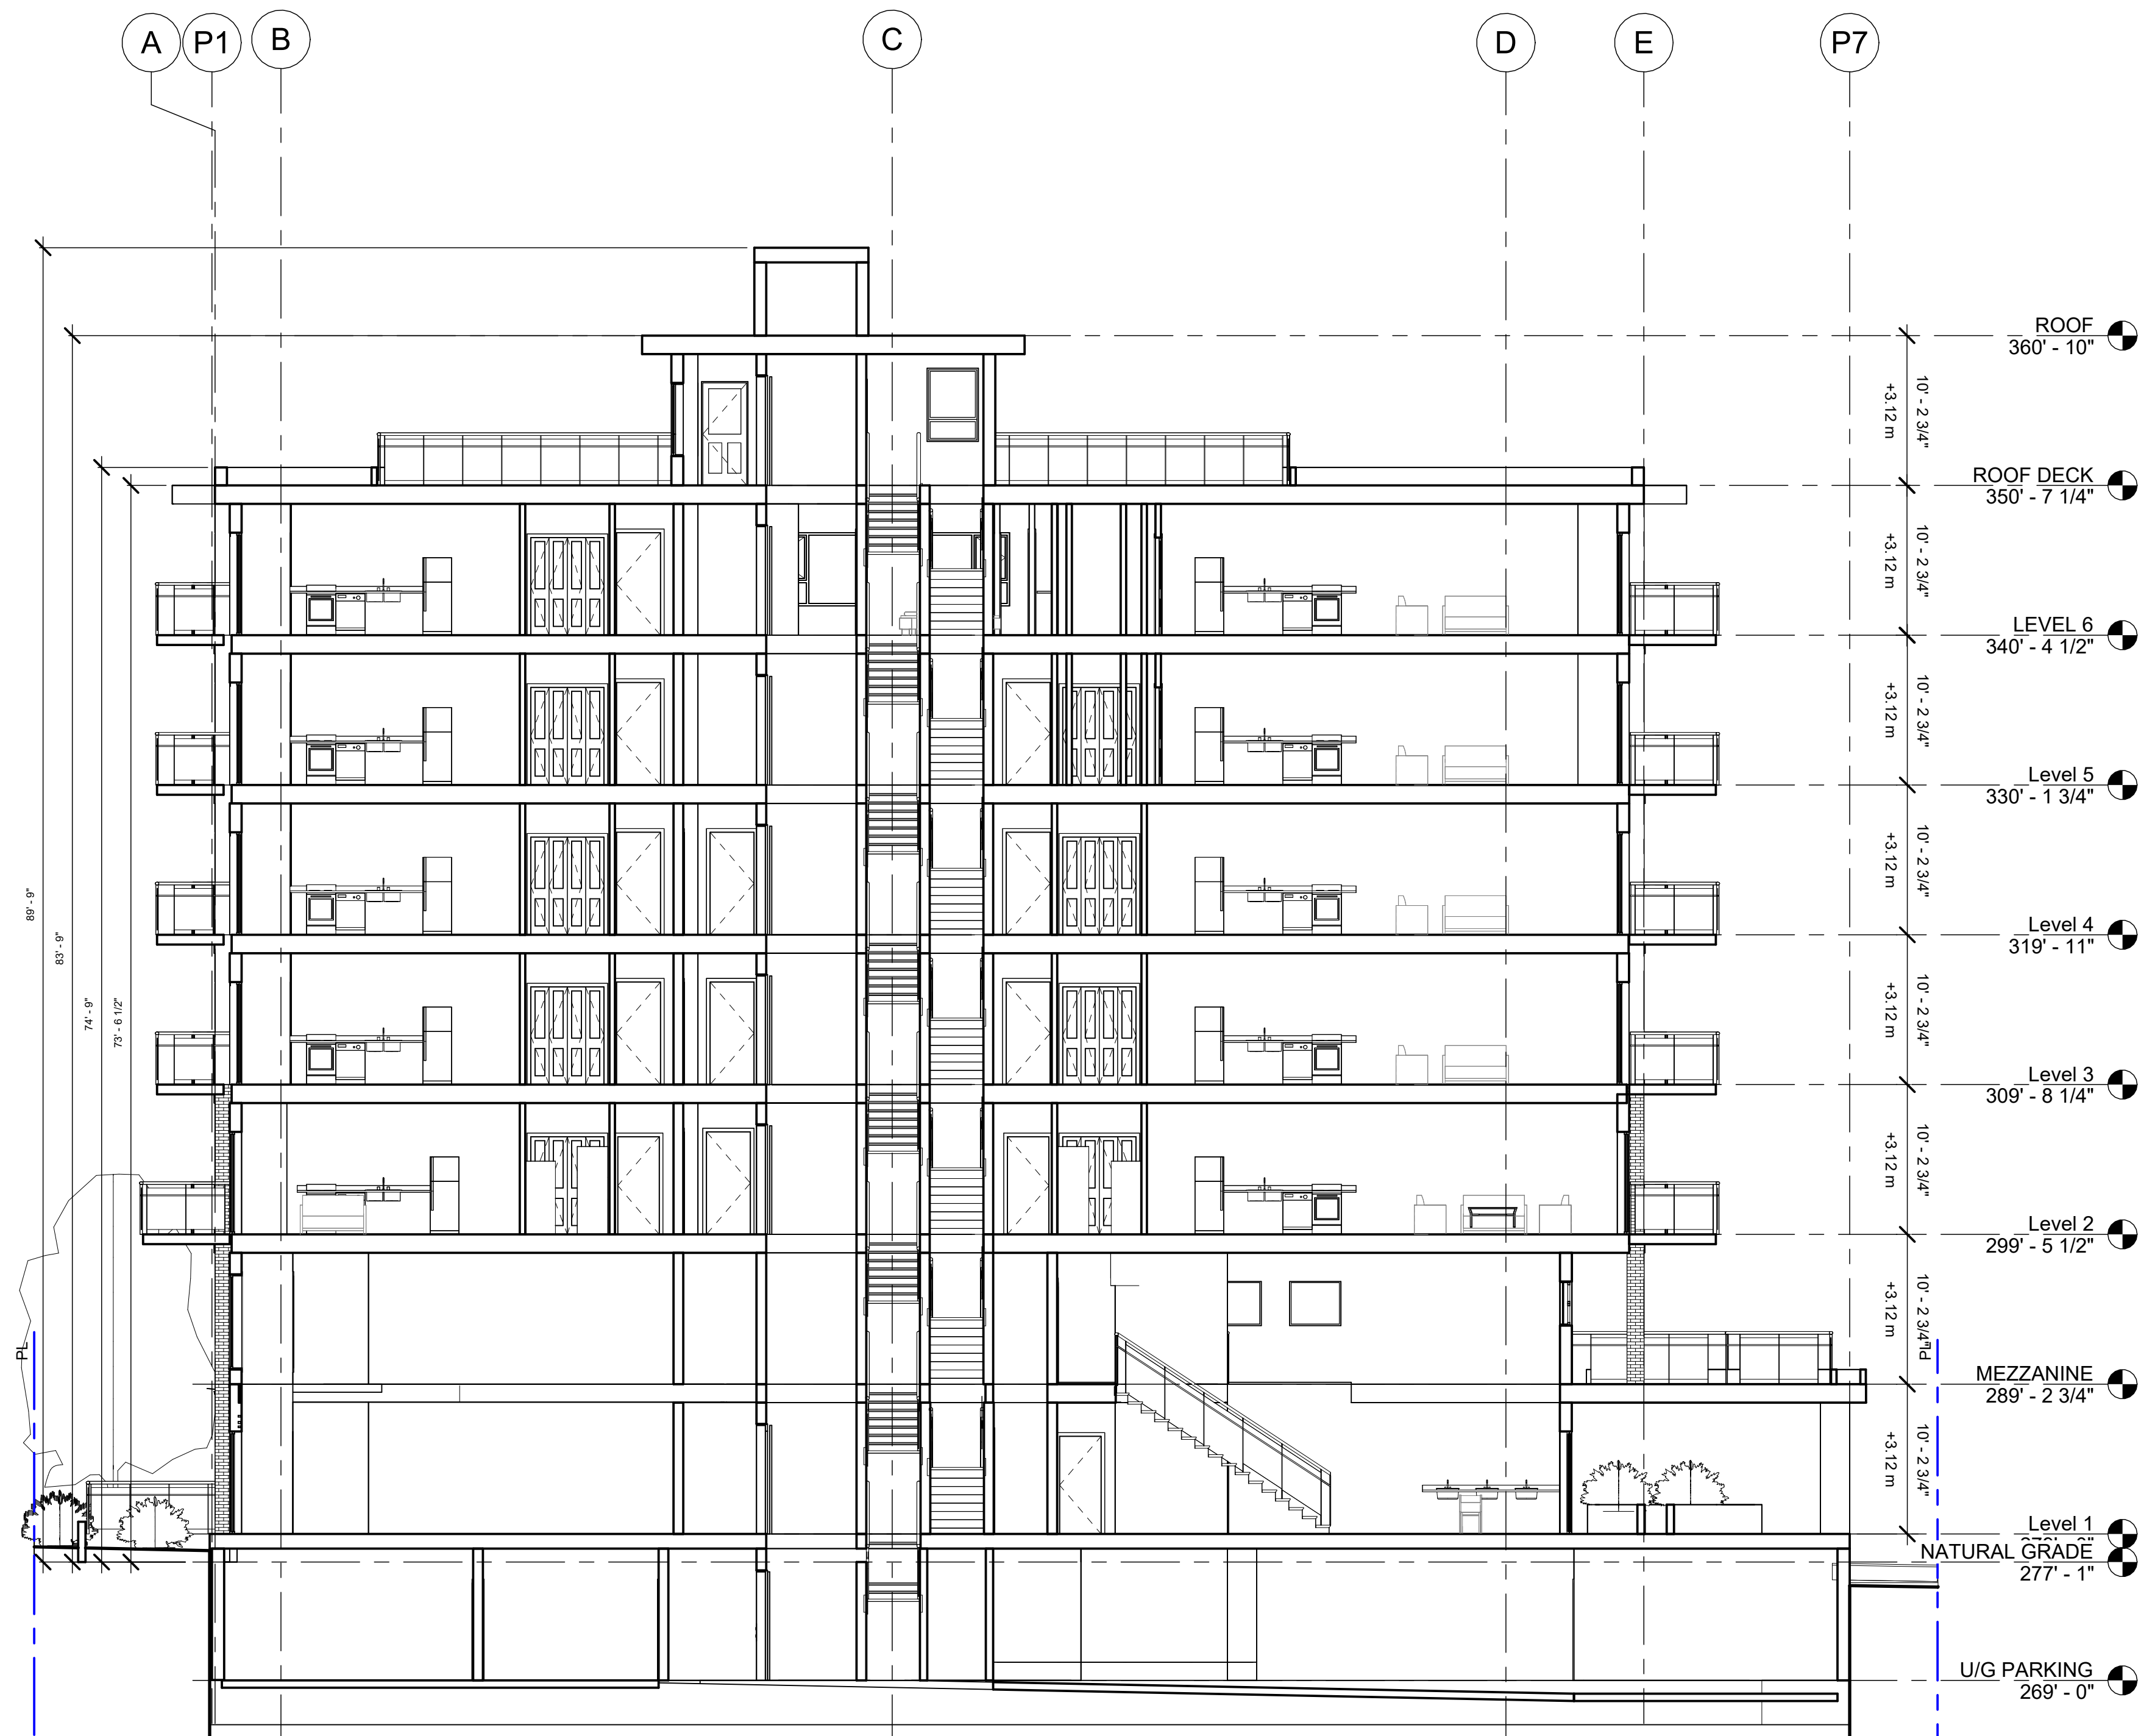 A
P1
B
C
D
E
P7
ROOF
360' - 10"
10' - 2 3/4"
+3.12 m
ROOF DECK
350' - 7 1/4"
10' - 2 3/4"
+3.12 m
LEVEL 6
340' - 4 1/2"
10' - 2 3/4"
+3.12 m
Level 5
330' - 1 3/4"
10' - 2 3/4"
+3.12 m
Level 4
319' - 11"
10' - 2 3/4"
+3.12 m
Level 3
309' - 8 1/4"
10' - 2 3/4"
+3.12 m
Level 2
299' - 5 1/2"
10' - 2 3/4"
+3.12 m
PL
MEZZANINE
289' - 2 3/4"
10' - 2 3/4"
+3.12 m
Level 1
NATURAL GRADE
277' - 1"
U/G PARKING
269' - 0"
89' - 9"
83' - 9"
74' - 9"
73' - 6 1/2"
PL